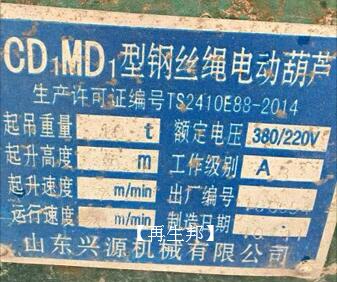 CD₁MD₁型钢丝绳电动葫芦
生产许可证编号TS2410E88-2014
起吊重量 t 额定电压 380/220V
起升高度 m 工作级别 A
起升速度 m/min 出厂编号
运行速度 m/min 制造日期
【再生邦】
山东兴源机械有限公司